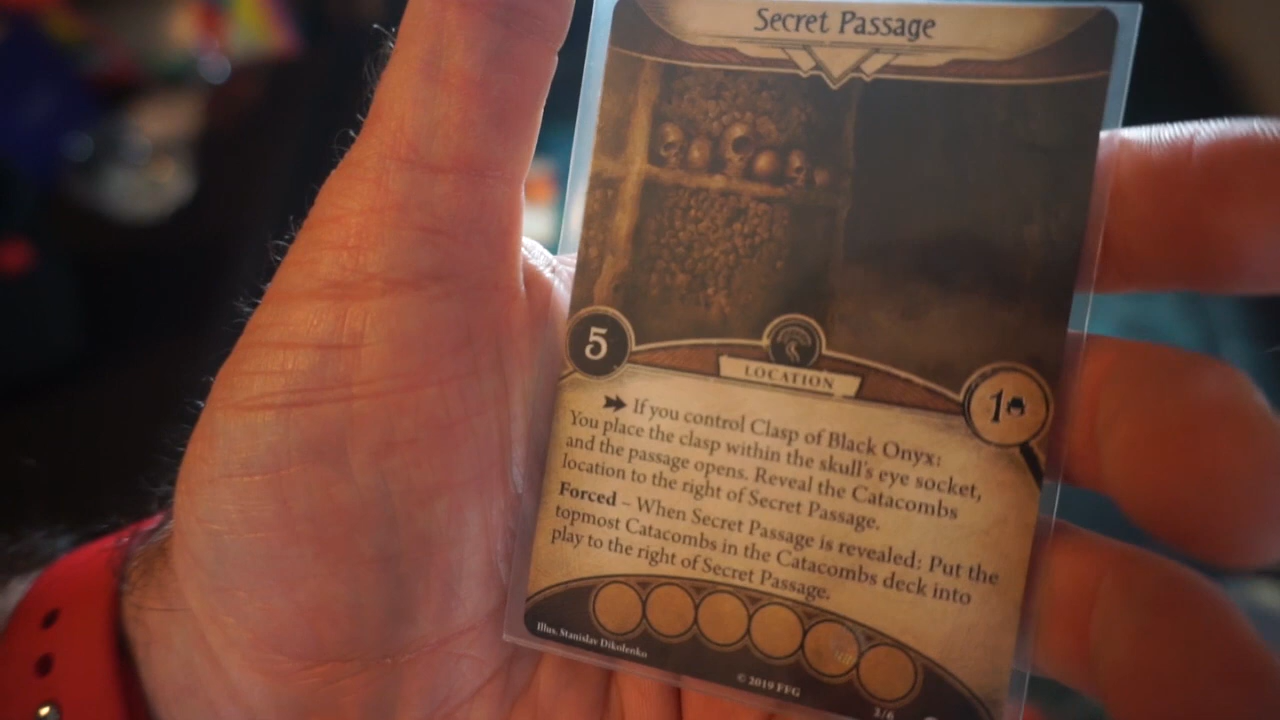 Secret Passage
5
LOCATION
1
If you control Clasp of Black Onyx:
You place the clasp within the skull's eye socket,
and the passage opens. Reveal the Catacombs
location to the right of Secret Passage.
Forced – When Secret Passage is revealed: Put the
topmost Catacombs in the Catacombs deck into
play to the right of Secret Passage.
Illus. Stanislav Dikolenko
© 2019 FFG